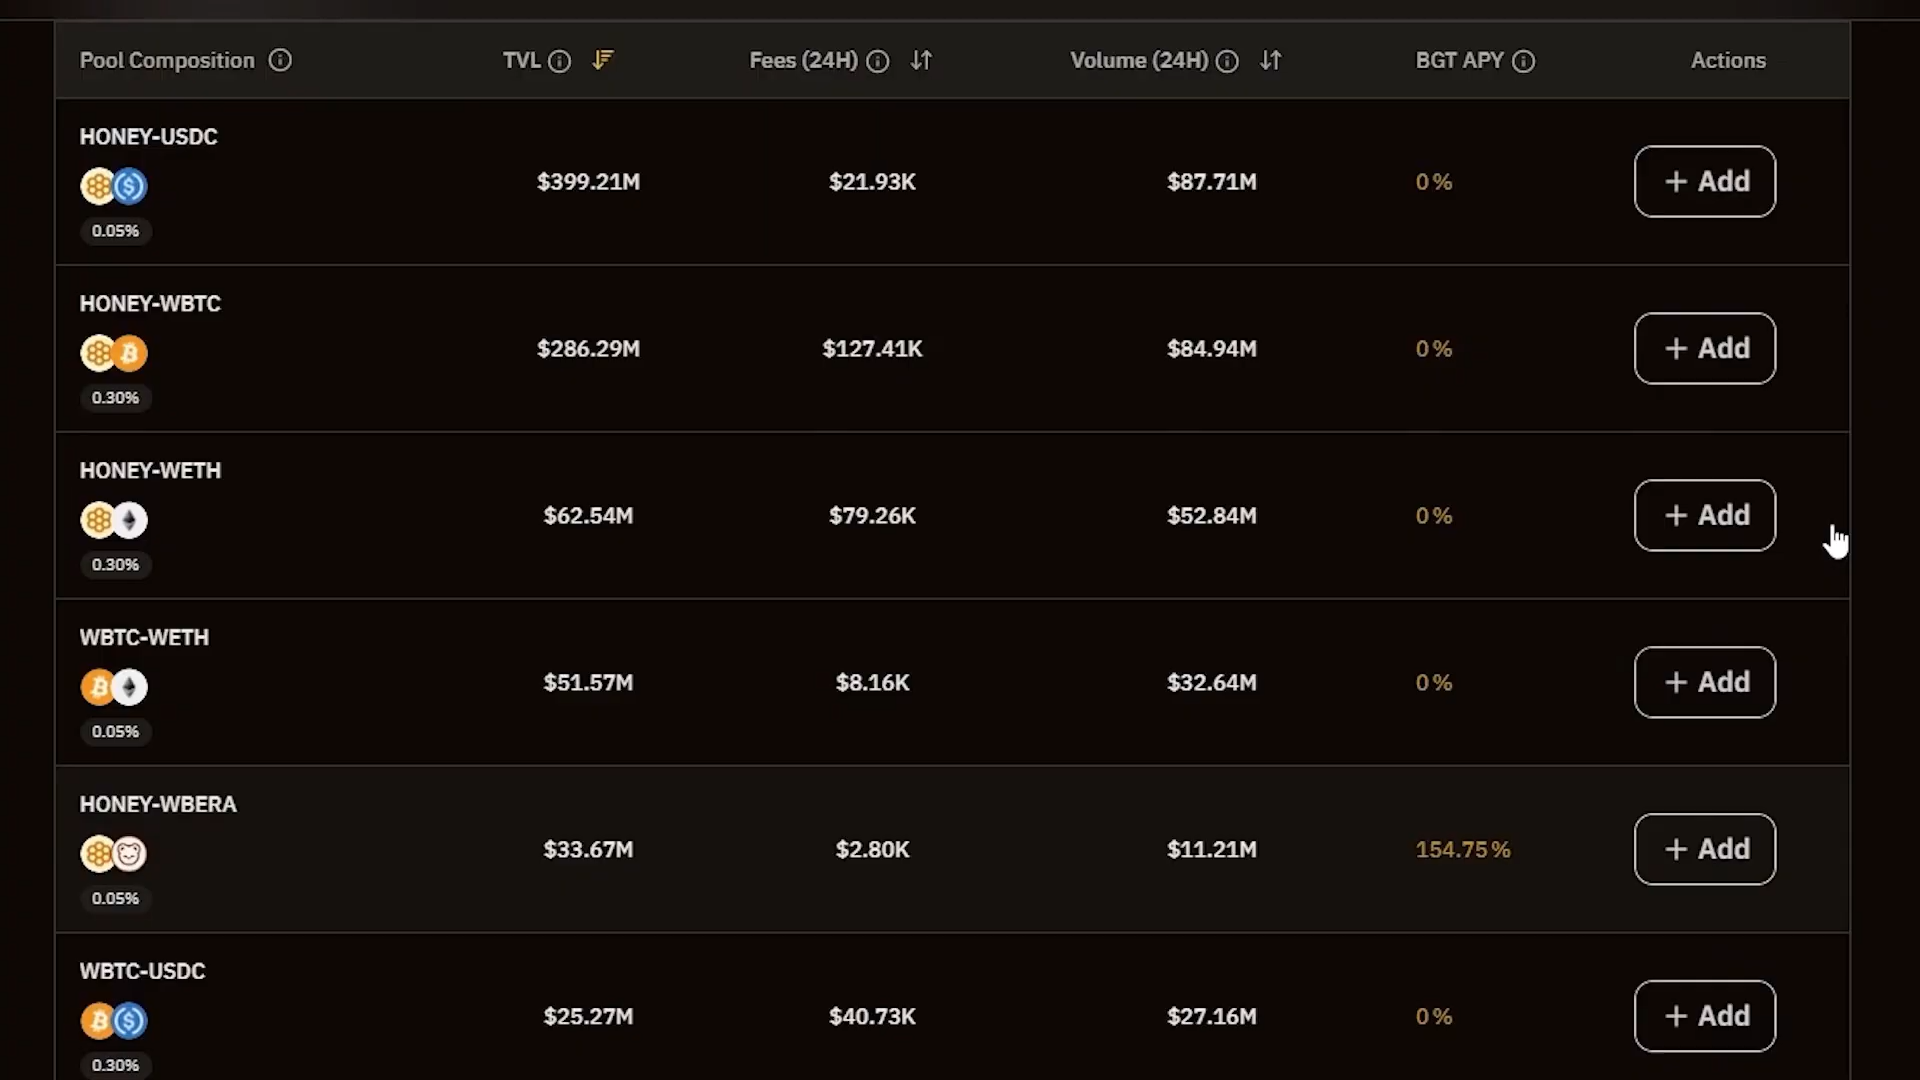 Pool Composition TVL Fees (24H) Volume (24H) BGT APY Actions
HONEY-USDC
$399.21M $21.93K $87.71M 0% + Add
0.05%
HONEY-WBTC
$286.29M $127.41K $84.94M 0% + Add
0.30%
HONEY-WETH
$62.54M $79.26K $52.84M 0% + Add
0.30%
WBTC-WETH
$51.57M $8.16K $32.64M 0% + Add
0.05%
HONEY-WBERA
$33.67M $2.80K $11.21M 154.75% + Add
0.05%
WBTC-USDC
$25.27M $40.73K $27.16M 0% + Add
0.30%